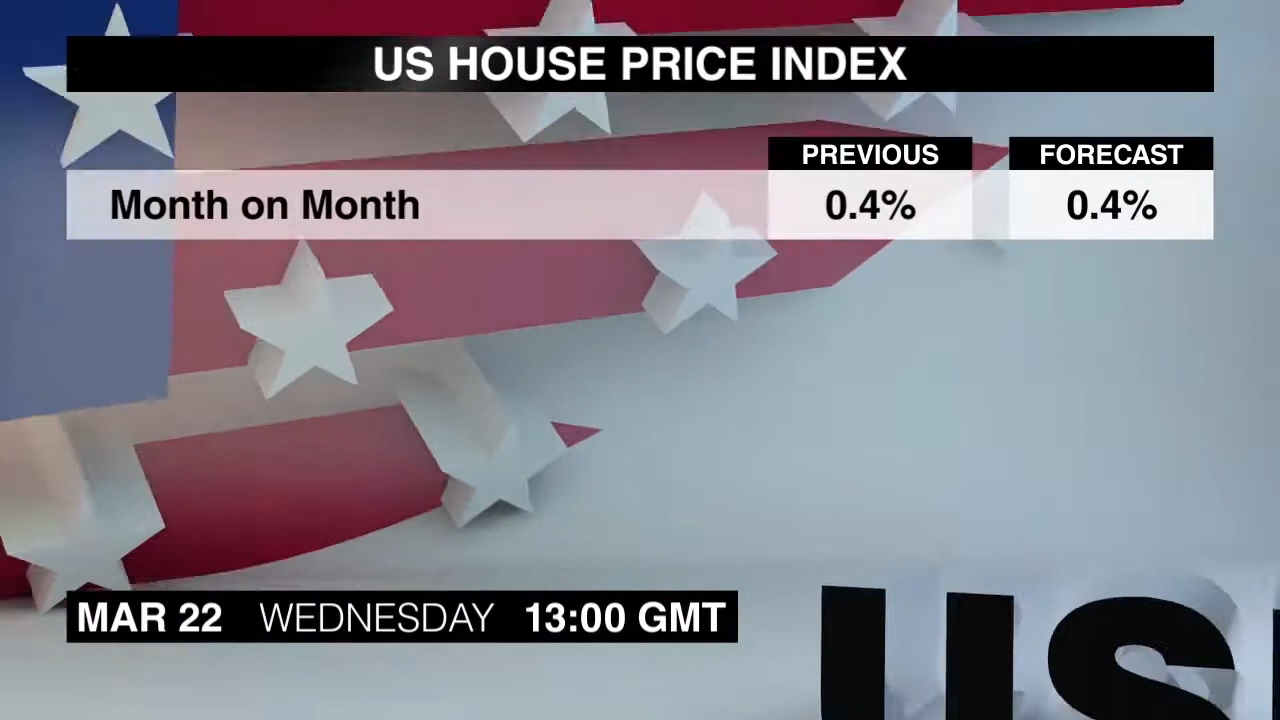 US HOUSE PRICE INDEX
PREVIOUS FORECAST
Month on Month 0.4% 0.4%
MAR 22 WEDNESDAY 13:00 GMT
US